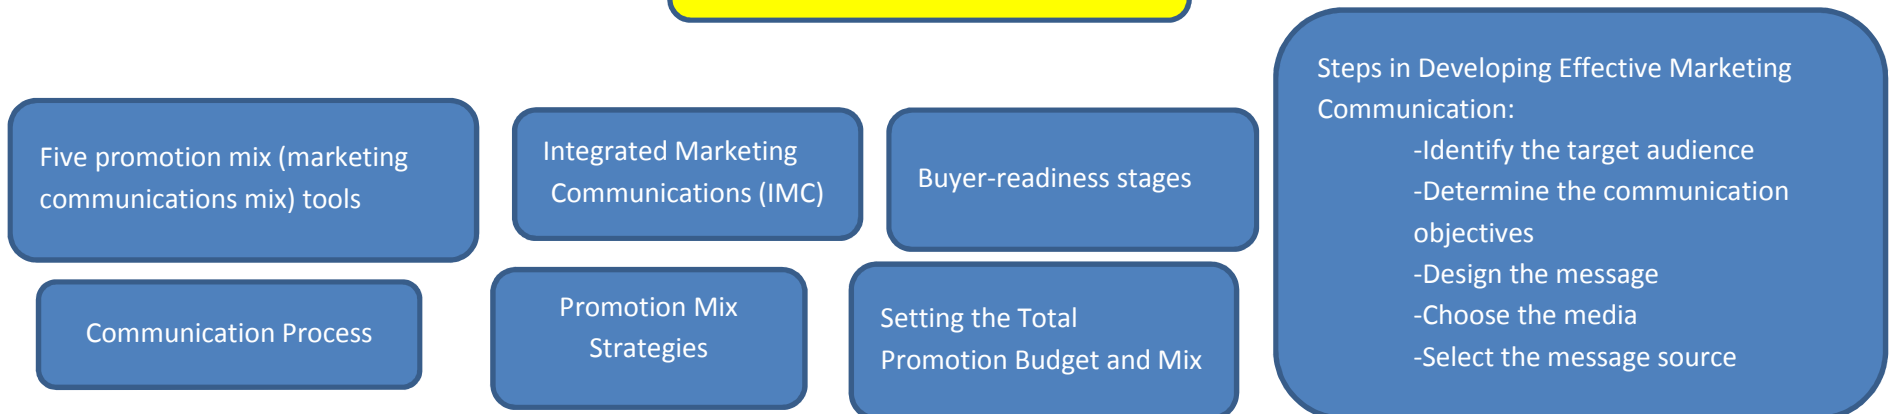 Five promotion mix (marketing
communications mix) tools
Integrated Marketing
Communications (IMC)
Buyer-readiness stages
Steps in Developing Effective Marketing
Communication:
-Identify the target audience
-Determine the communication
objectives
-Design the message
-Choose the media
-Select the message source
Communication Process
Promotion Mix
Strategies
Setting the Total
Promotion Budget and Mix